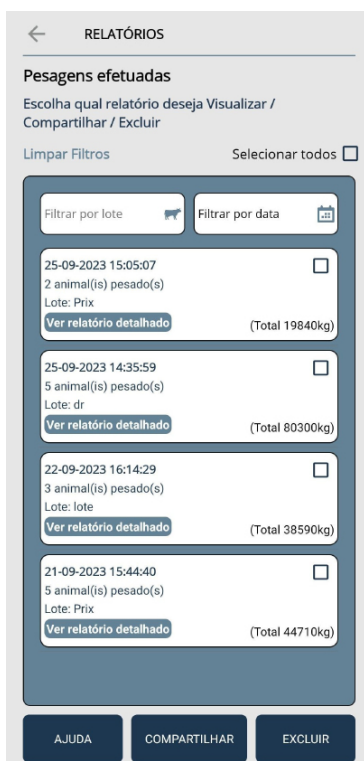 RELATÓRIOS
Pesagens efetuadas
Escolha qual relatório deseja Visualizar /
Compartilhar / Excluir
Limpar Filtros
Selecionar todos
Filtrar por lote
Filtrar por data
25-09-2023 15:05:07
2 animal(is) pesado(s)
Lote: Prix
Ver relatório detalhado
(Total 19840kg)
25-09-2023 14:35:59
5 animal(is) pesado(s)
Lote: dr
Ver relatório detalhado
(Total 80300kg)
22-09-2023 16:14:29
3 animal(is) pesado(s)
Lote: lote
Ver relatório detalhado
(Total 38590kg)
21-09-2023 15:44:40
5 animal(is) pesado(s)
Lote: Prix
Ver relatório detalhado
(Total 44710kg)
AJUDA
COMPARTILHAR
EXCLUIR